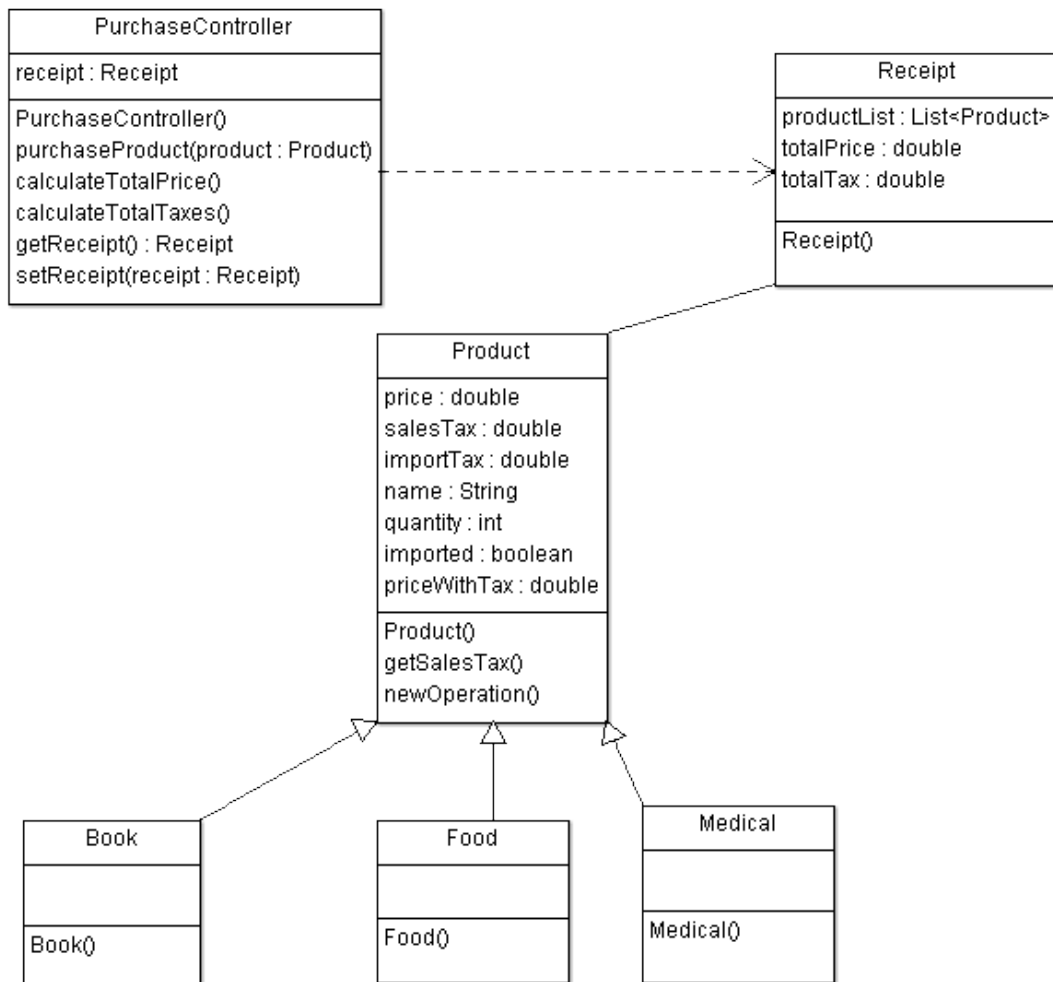 PurchaseController
receipt : Receipt
PurchaseController()
purchaseProduct(product : Product)
calculateTotalPrice()
calculateTotalTaxes()
getReceipt() : Receipt
setReceipt(receipt : Receipt)
Receipt
productList : List<Product>
totalPrice : double
totalTax : double
Receipt()
Product
price : double
salesTax : double
importTax : double
name : String
quantity : int
imported : boolean
priceWithTax : double
Product()
getSalesTax()
newOperation()
Book
Book()
Food
Food()
Medical
Medical()